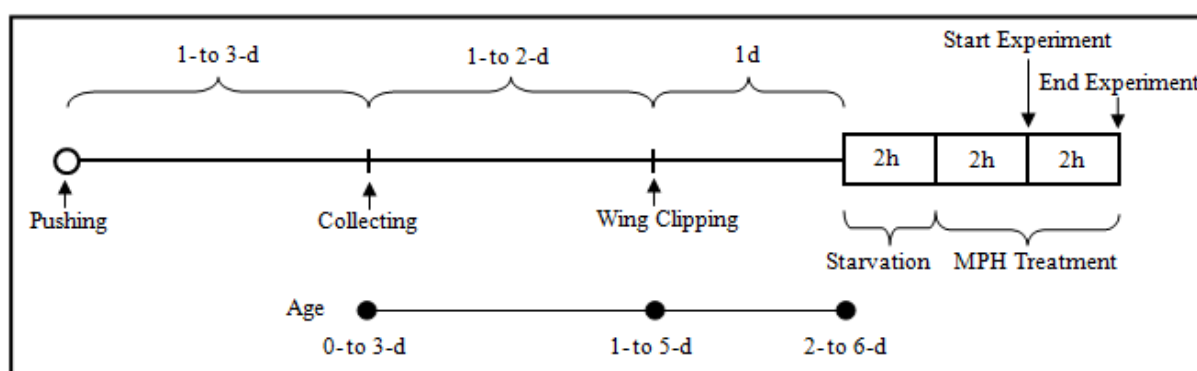 Start Experiment
1-to 3-d
1-to 2-d
1d
End Experiment
2h
2h
2h
Pushing
Collecting
Wing Clipping
Starvation
MPH Treatment
Age
0-to 3-d
1-to 5-d
2-to 6-d